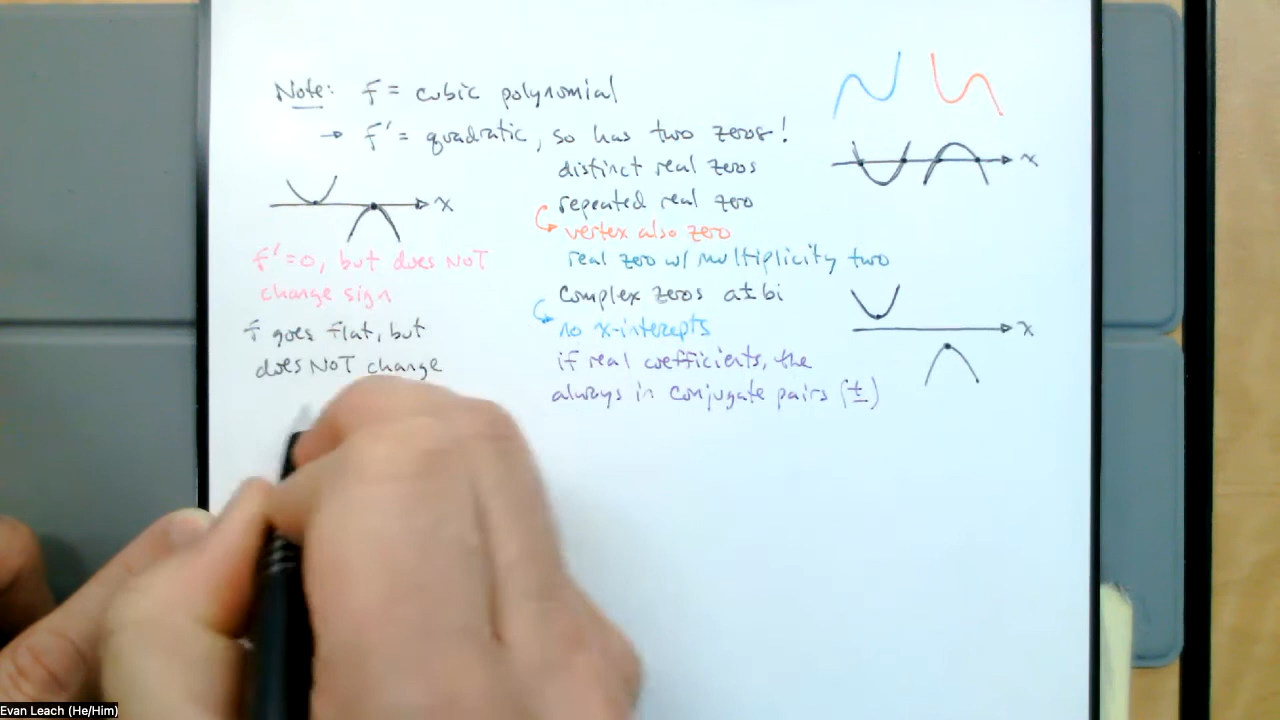 Note: f = cubic polynomial
→ f' = quadratic, so has two zeros!
distinct real zeros
repeated real zero
vertex also zero
real zero w/ multiplicity two
complex zeros a±bi
no x-intercepts
if real coefficients, the
always in conjugate pairs (±)
x
f'=0, but does NOT
change sign
f goes flat, but
does NOT change
x
x
Evan Leach (He/Him)